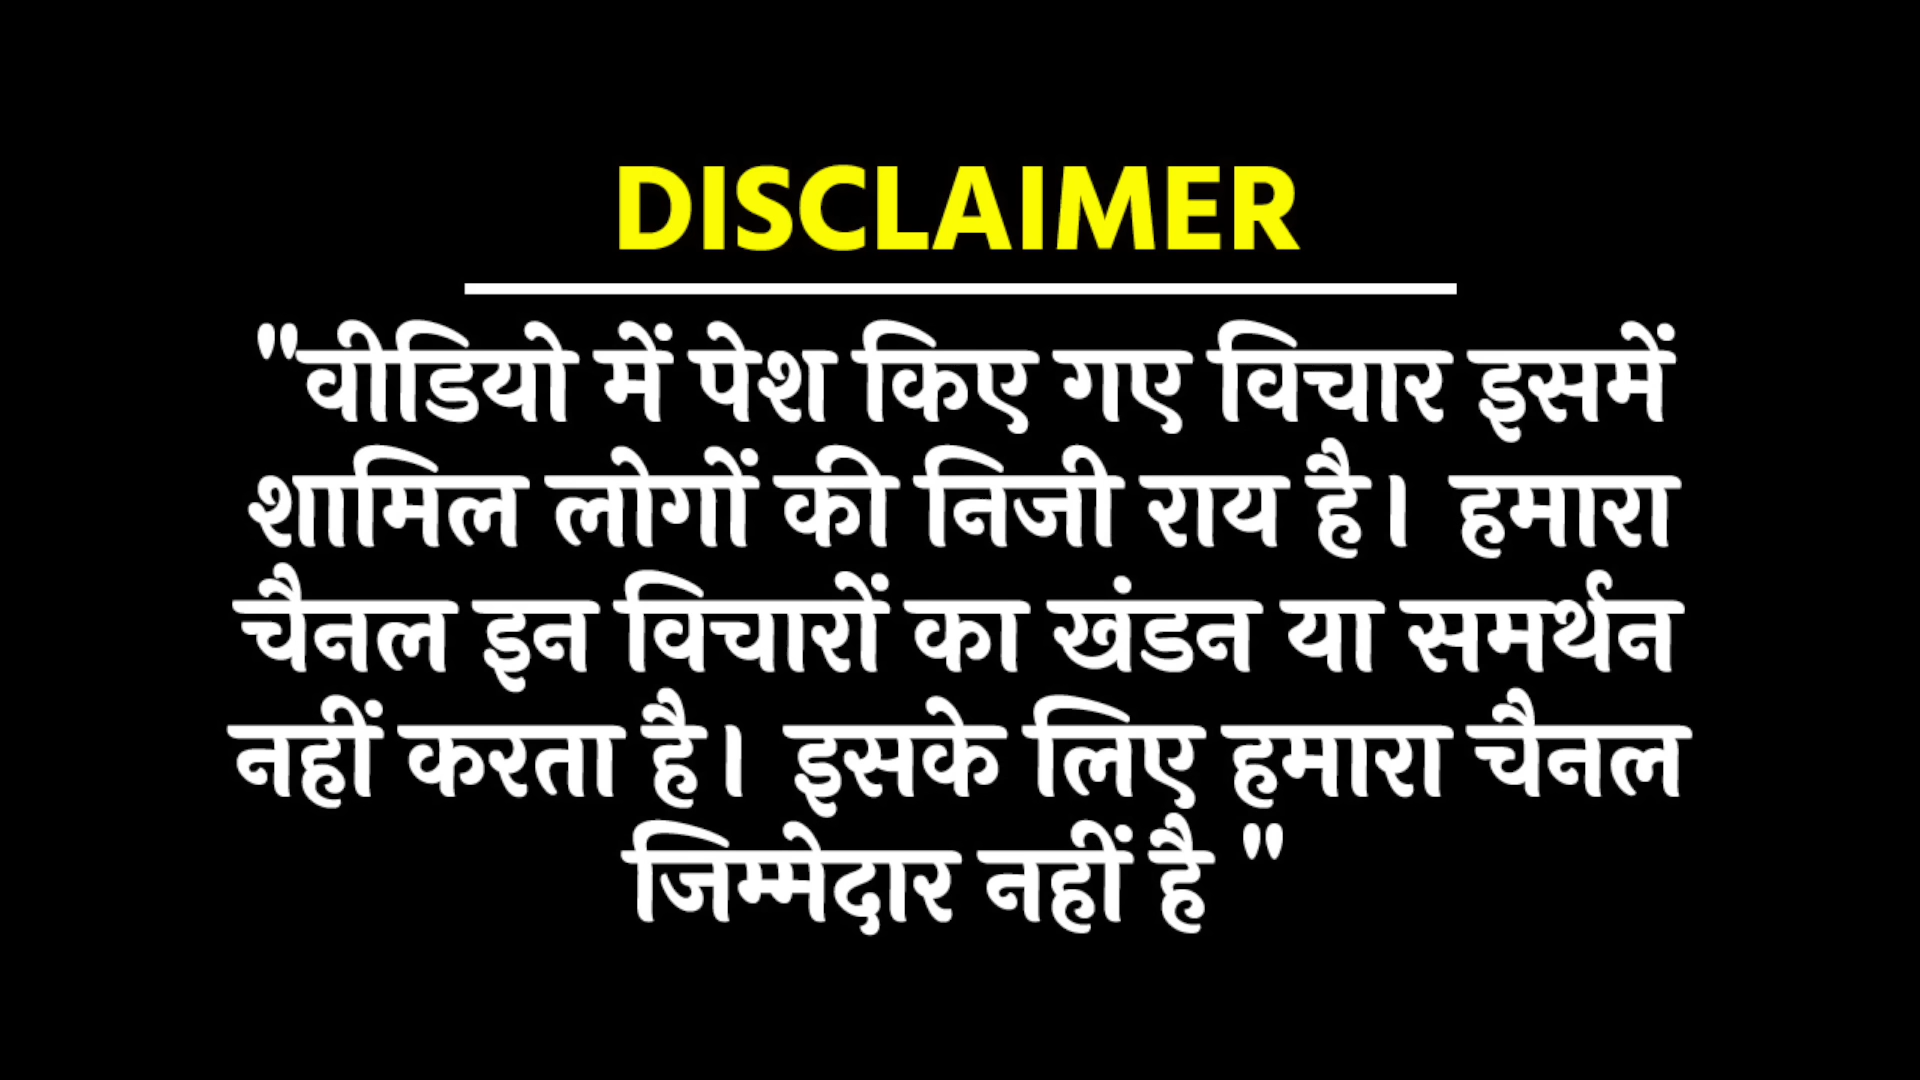 DISCLAIMER
"वीडियो में पेश किए गए विचार इसमें
शामिल लोगों की निजी राय है। हमारा
चैनल इन विचारों का खंडन या समर्थन
नहीं करता है। इसके लिए हमारा चैनल
जिम्मेदार नहीं है "